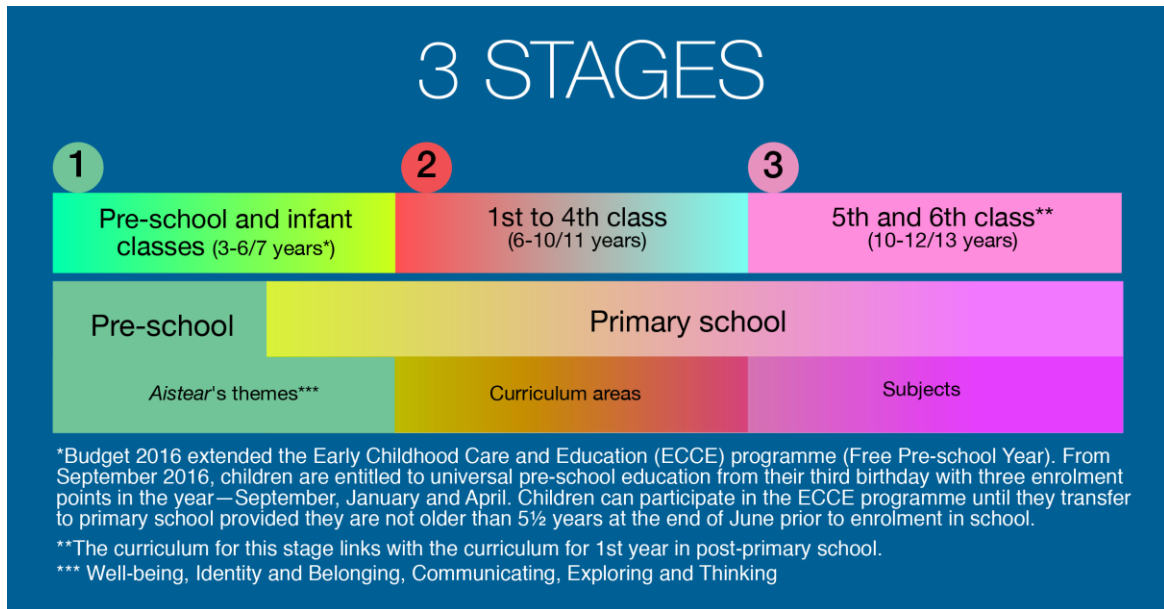 3 STAGES
1
2
3
Pre-school and infant
classes (3-6/7 years*)
1st to 4th class
(6-10/11 years)
5th and 6th class**
(10-12/13 years)
Pre-school
Primary school
Aistear's themes***
Curriculum areas
Subjects
*Budget 2016 extended the Early Childhood Care and Education (ECCE) programme (Free Pre-school Year). From
September 2016, children are entitled to universal pre-school education from their third birthday with three enrolment
points in the year—September, January and April. Children can participate in the ECCE programme until they transfer
to primary school provided they are not older than 5½ years at the end of June prior to enrolment in school.
**The curriculum for this stage links with the curriculum for 1st year in post-primary school.
*** Well-being, Identity and Belonging, Communicating, Exploring and Thinking